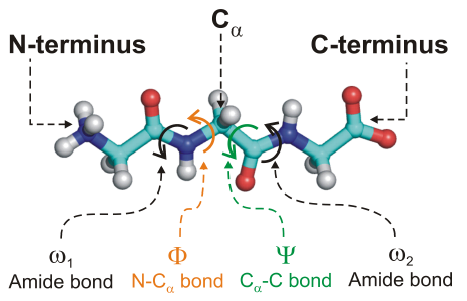 Cα
N-terminus
C-terminus
ω1
Φ
Ψ
ω2
Amide bond
N-Cα bond
Cα-C bond
Amide bond